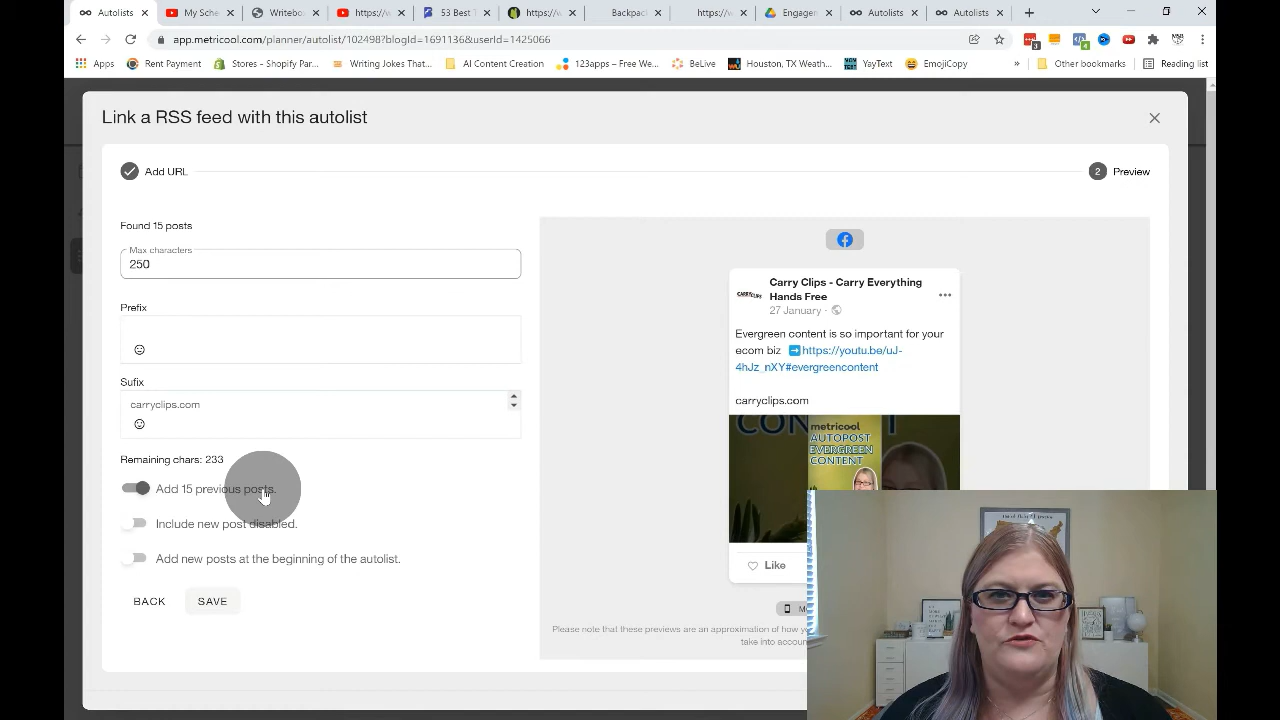 Autolists
My Sche
Writebo
https://w
53 Best T
https://w
Backpac
https://w
Engagen
Autolists
Autolists
app.metricool.com/planner/autolist/102498?blogId=1691136&userId=1425066
Apps
Rent Payment
Stores - Shopify Par...
Writing Jokes That...
AI Content Creation
123apps – Free We...
BeLive
Houston, TX Weath...
YayText
EmojiCopy
»
Other bookmarks
Reading list
Link a RSS feed with this autolist
Add URL
2 Preview
Found 15 posts
Max characters
250
Prefix
Sufix
carryclips.com
Remaining chars: 233
Add 15 previous posts.
Include new post disabled.
Add new posts at the beginning of the autolist.
BACK
SAVE
Carry Clips - Carry Everything
Hands Free
27 January ·
Evergreen content is so important for your
ecom biz ➡https://youtu.be/uJ-
4hJz_nXY#evergreencontent
carryclips.com
metricool
AUTOPOST
EVERGREEN
CONTENT
Like
Please note that these previews are an approximation of how yo
take into accoun